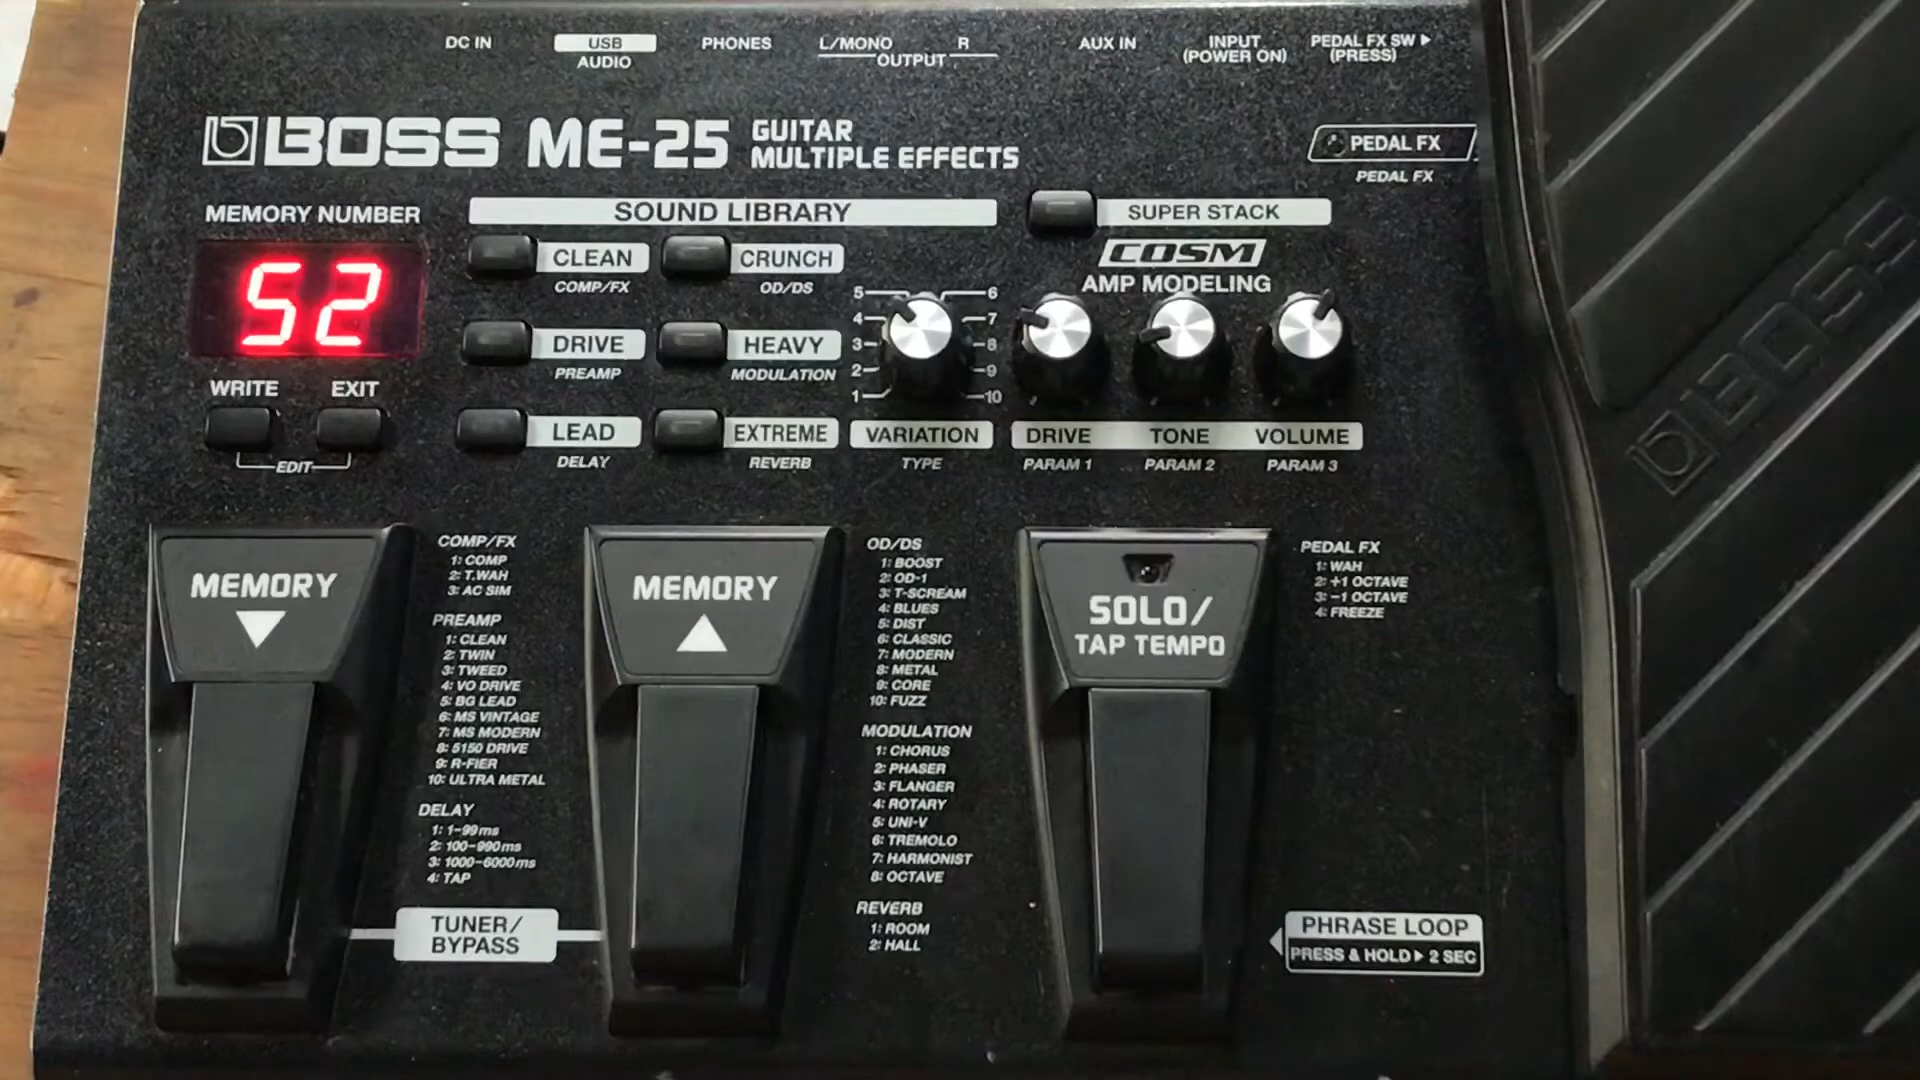 DC IN
USB
AUDIO
PHONES
L/MONO R
OUTPUT
AUX IN
INPUT
(POWER ON)
PEDAL FX SW
(PRESS)
BOSS ME-25 GUITAR
MULTIPLE EFFECTS
PEDAL FX
PEDAL FX
MEMORY NUMBER
52
WRITE EXIT
EDIT
SOUND LIBRARY
CLEAN
COMP/FX
CRUNCH
OD/DS
DRIVE
PREAMP
HEAVY
MODULATION
LEAD
DELAY
EXTREME
REVERB
5 6
4 7
3 8
2 9
1 10
VARIATION
TYPE
SUPER STACK
COSM
AMP MODELING
DRIVE TONE VOLUME
PARAM 1 PARAM 2 PARAM 3
BOSS
MEMORY
COMP/FX
1: COMP
2: T.WAH
3: AC SIM
PREAMP
1: CLEAN
2: TWIN
3: TWEED
4: VO DRIVE
5: BG LEAD
6: MS VINTAGE
7: MS MODERN
8: 5150 DRIVE
9: R-FIER
10: ULTRA METAL
DELAY
1: 1-99ms
2: 100-990ms
3: 1000-6000ms
4: TAP
TUNER/
BYPASS
MEMORY
OD/DS
1: BOOST
2: OD-1
3: T-SCREAM
4: BLUES
5: DIST
6: CLASSIC
7: MODERN
8: METAL
9: CORE
10: FUZZ
MODULATION
1: CHORUS
2: PHASER
3: FLANGER
4: ROTARY
5: UNI-V
6: TREMOLO
7: HARMONIST
8: OCTAVE
REVERB
1: ROOM
2: HALL
SOLO/
TAP TEMPO
PEDAL FX
1: WAH
2: +1 OCTAVE
3: -1 OCTAVE
4: FREEZE
PHRASE LOOP
PRESS & HOLD 2 SEC